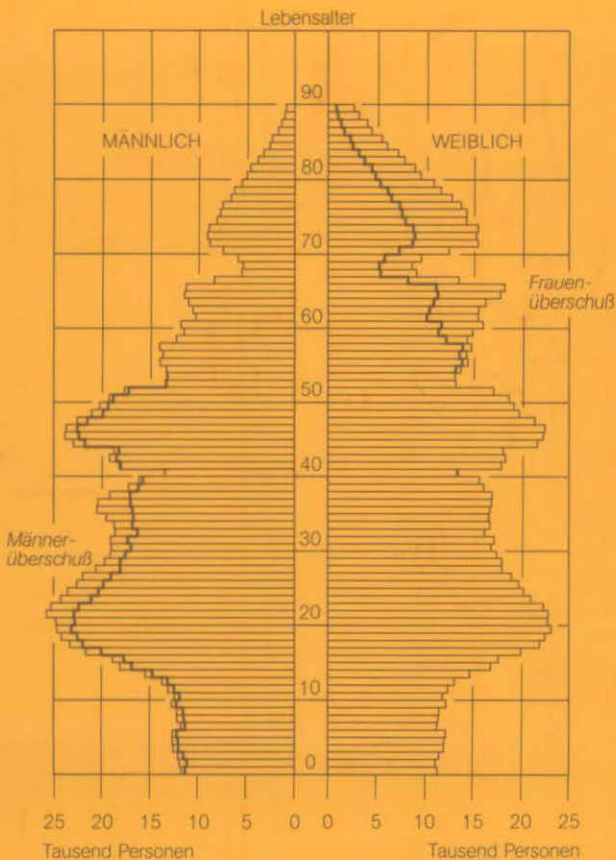 Lebensalter
90
MÄNNLICH WEIBLICH
80
70
Frauen-
überschuß
60
50
40
Männer-
überschuß
30
20
10
0
25 20 15 10 5 0 0 5 10 15 20 25
Tausend Personen Tausend Personen